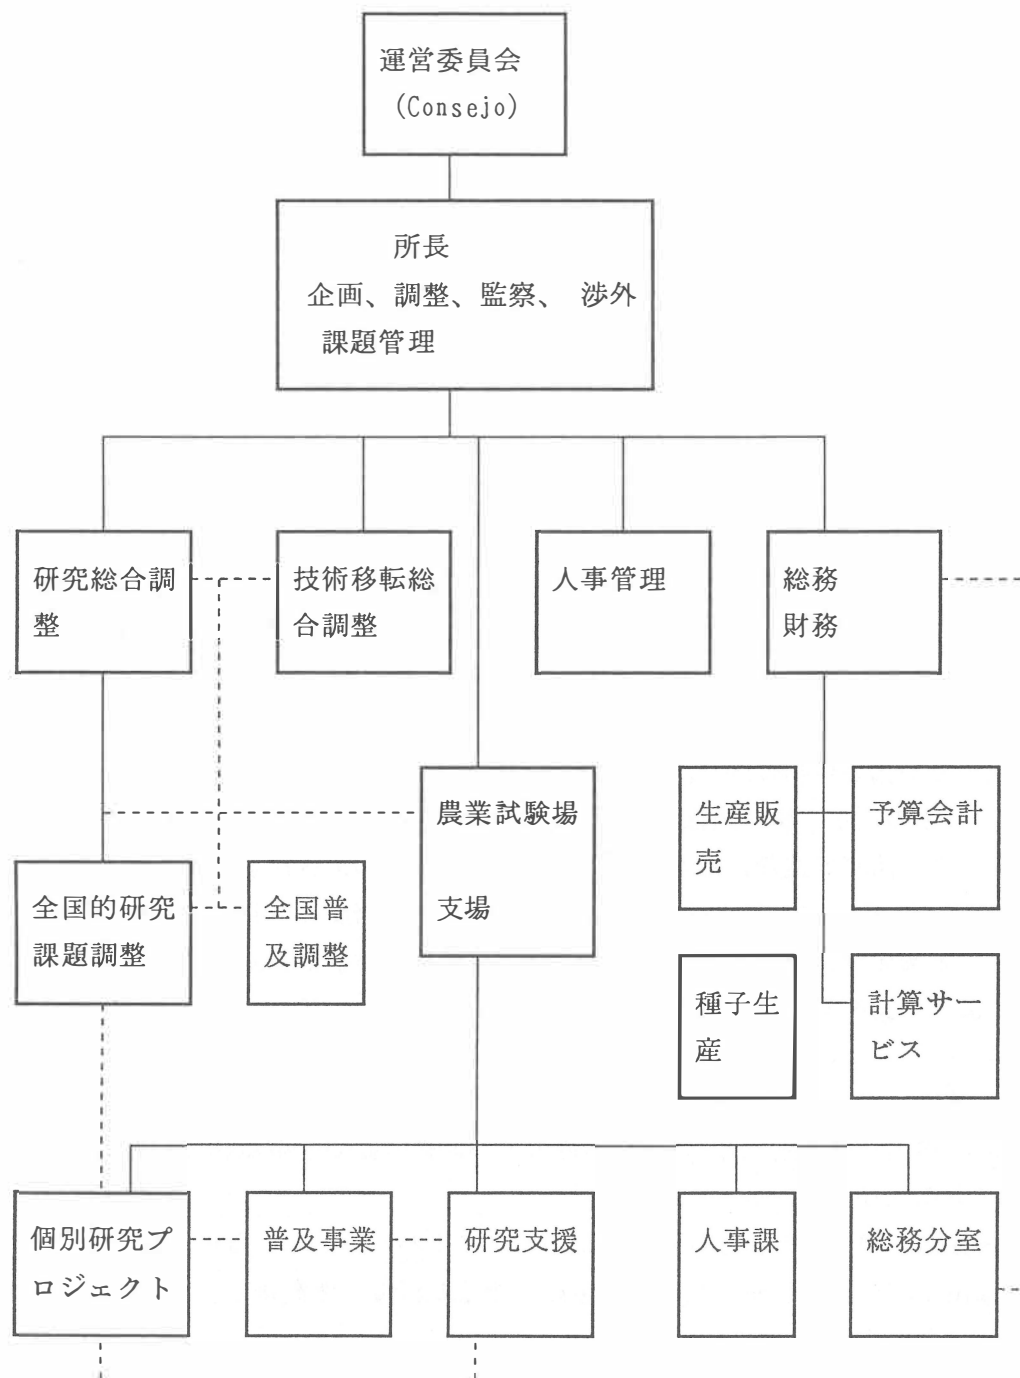 運営委員会
(Consejo)
所長
企画、調整、監察、 渉外
課題管理
研究総合調
整
技術移転総
合調整
人事管理
総務
財務
農業試験場
支場
生産販
売
予算会計
全国的研究
課題調整
全国普
及調整
種子生
産
計算サー
ビス
個別研究プ
ロジェクト
普及事業
研究支援
人事課
総務分室